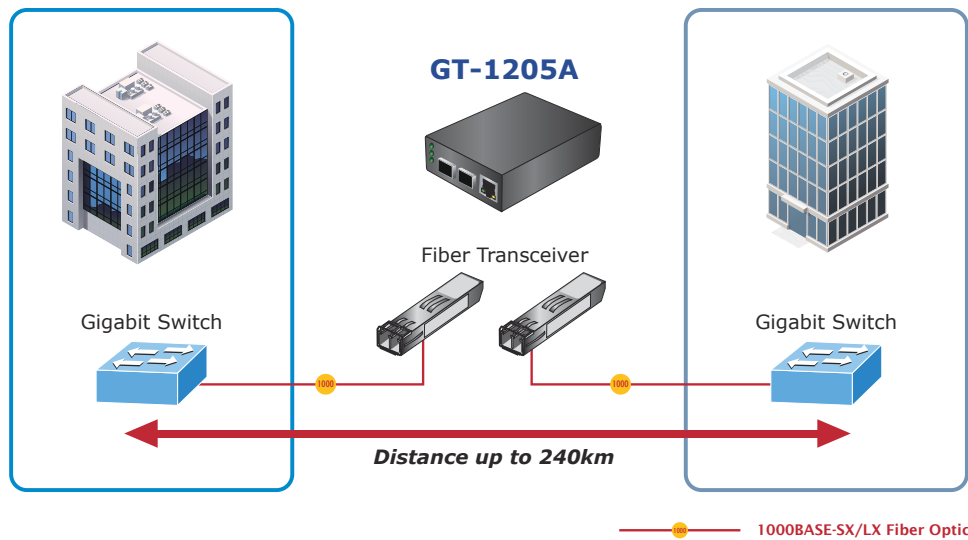 GT-1205A
Fiber Transceiver
Gigabit Switch
Gigabit Switch
1000
1000
Distance up to 240km
1000
1000BASE-SX/LX Fiber Optic